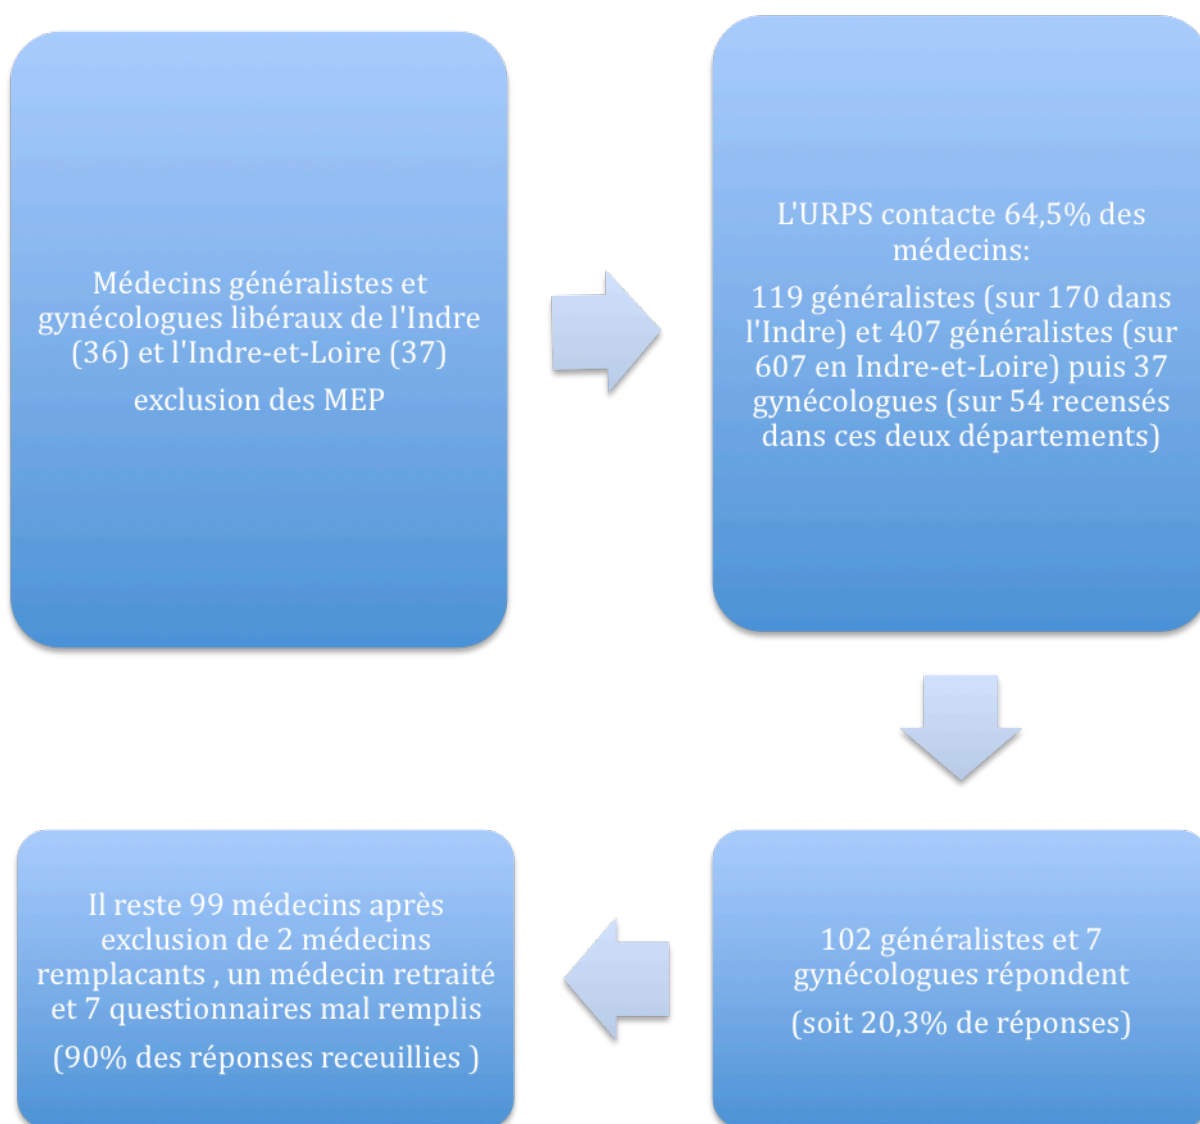 Médecins généralistes et
gynécologues libéraux de l'Indre
(36) et l'Indre-et-Loire (37)
exclusion des MEP
L'URPS contacte 64,5% des
médecins:
119 généralistes (sur 170 dans
l'Indre) et 407 généralistes (sur
607 en Indre-et-Loire) puis 37
gynécologues (sur 54 recensés
dans ces deux départements)
102 généralistes et 7
gynécologues répondent
(soit 20,3% de réponses)
Il reste 99 médecins après
exclusion de 2 médecins
remplacants , un médecin retraité
et 7 questionnaires mal remplis
(90% des réponses receuillies )